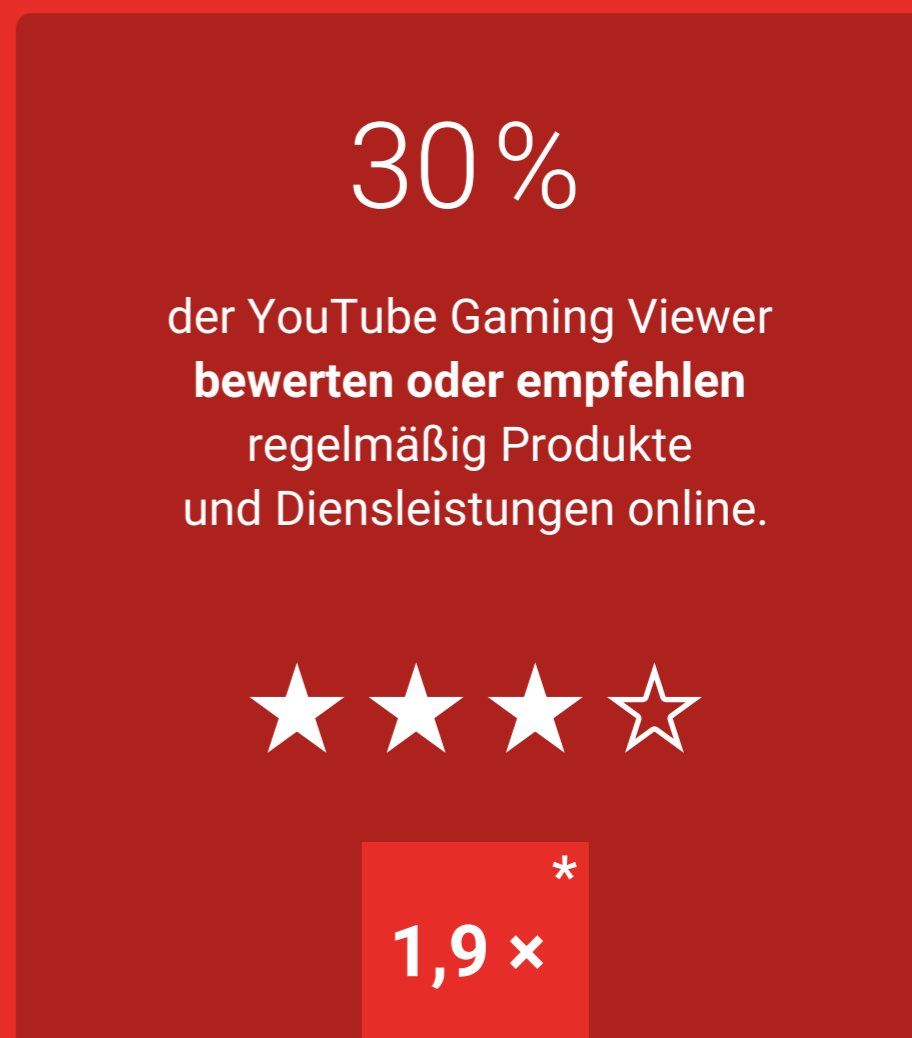 30 %
der YouTube Gaming Viewer
bewerten oder empfehlen
regelmäßig Produkte
und Diensleistungen online.
*
1,9 ×